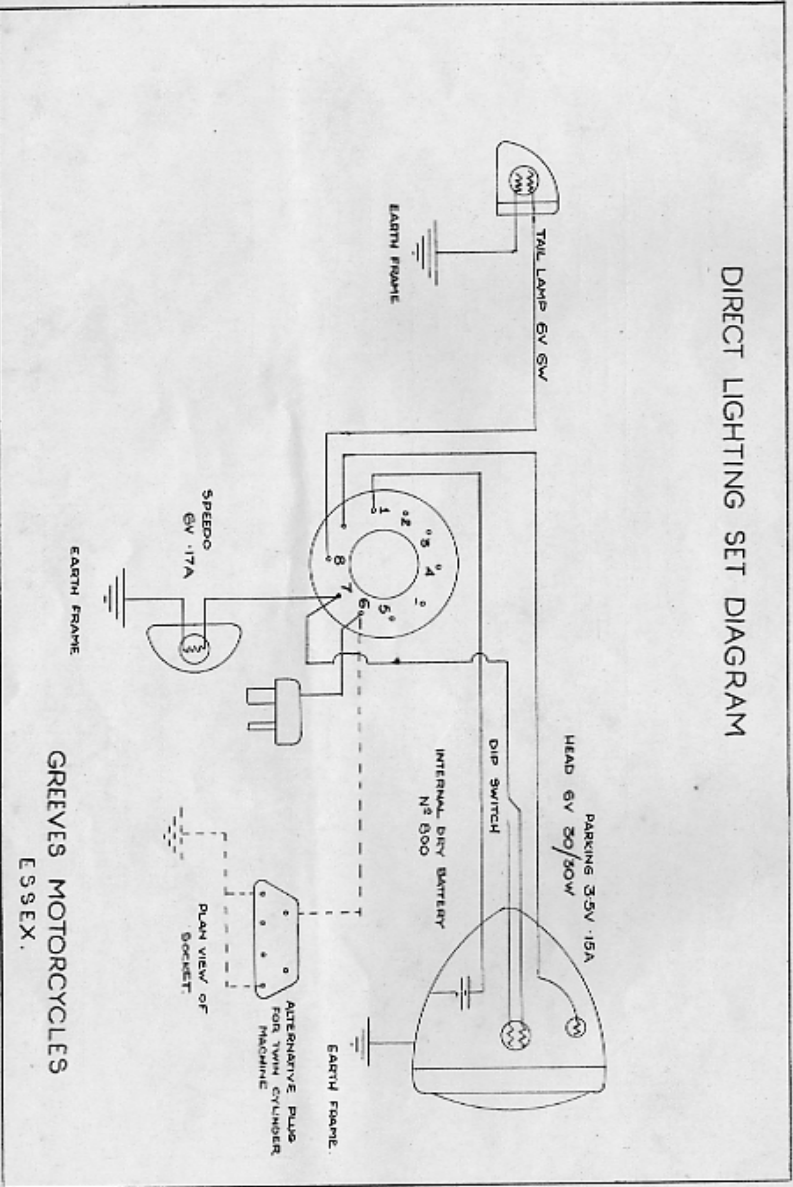 DIRECT LIGHTING SET DIAGRAM
TAIL LAMP 6V 6W
EARTH FRAME
PARKING 3·5V ·15A
HEAD 6V 30/30W
DIP SWITCH
INTERNAL DRY BATTERY
Nº 800
1
2
3
4
5
6
7
8
SPEEDO
6V ·17A
EARTH FRAME
EARTH FRAME.
ALTERNATIVE PLUG
FOR TWIN CYLINDER
MACHINE
PLAN VIEW OF
SOCKET.
GREEVES MOTORCYCLES
ESSEX.